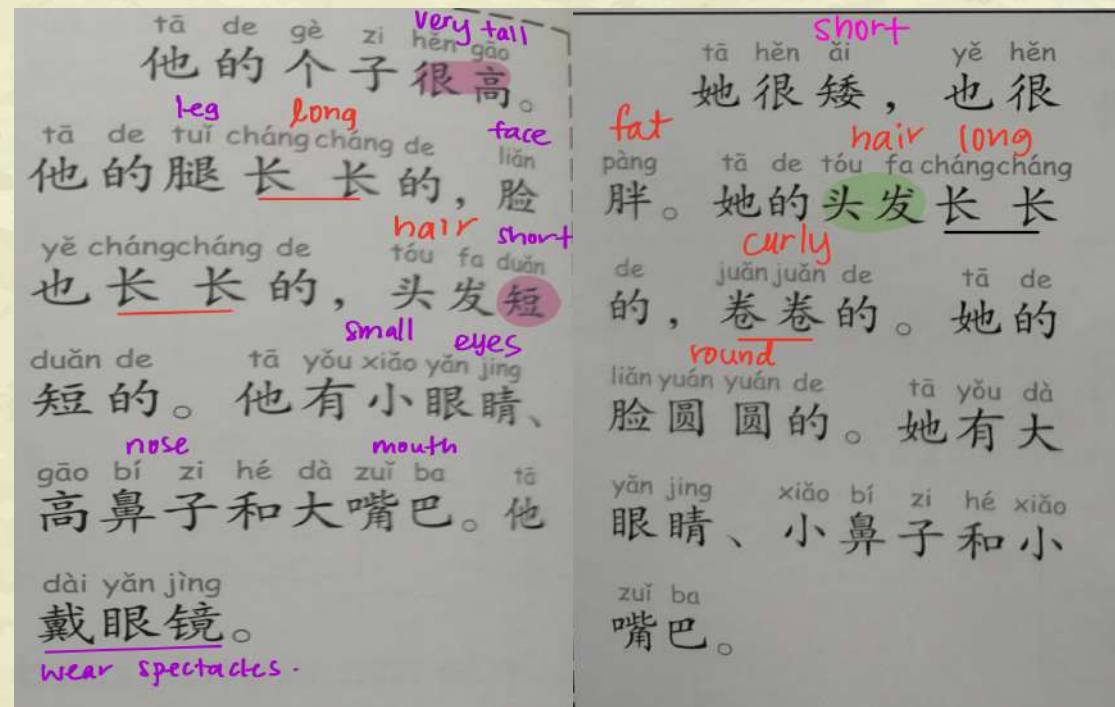 very tall
tā de gè zi hěn gāo
他的个子很高。
leg long face
tā de tuǐ cháng cháng de liǎn
他的腿长长的，脸
hair short
yě chángcháng de tóu fa duǎn
也长长的，头发短
small eyes
duǎn de tā yǒu xiǎo yǎn jing
短的。他有小眼睛、
nose mouth
gāo bí zi hé dà zuǐ ba tā
高鼻子和大嘴巴。他
dài yǎn jìng
戴眼镜。
wear spectacles.
short
tā hěn ǎi yě hěn
她很矮，也很
fat hair long
pàng tā de tóu fa chángcháng
胖。她的头发长长
curly
de juǎn juǎn de tā de
的，卷卷的。她的
round
liǎn yuán yuán de tā yǒu dà
脸圆圆的。她有大
yǎn jing xiǎo bí zi hé xiǎo
眼睛、小鼻子和小
zuǐ ba
嘴巴。